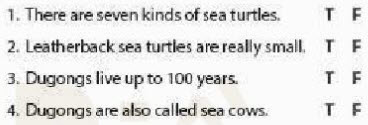 1. There are seven kinds of sea turtles. T F
2. Leatherback sea turtles are really small. T F
3. Dugongs live up to 100 years. T F
4. Dugongs are also called sea cows. T F